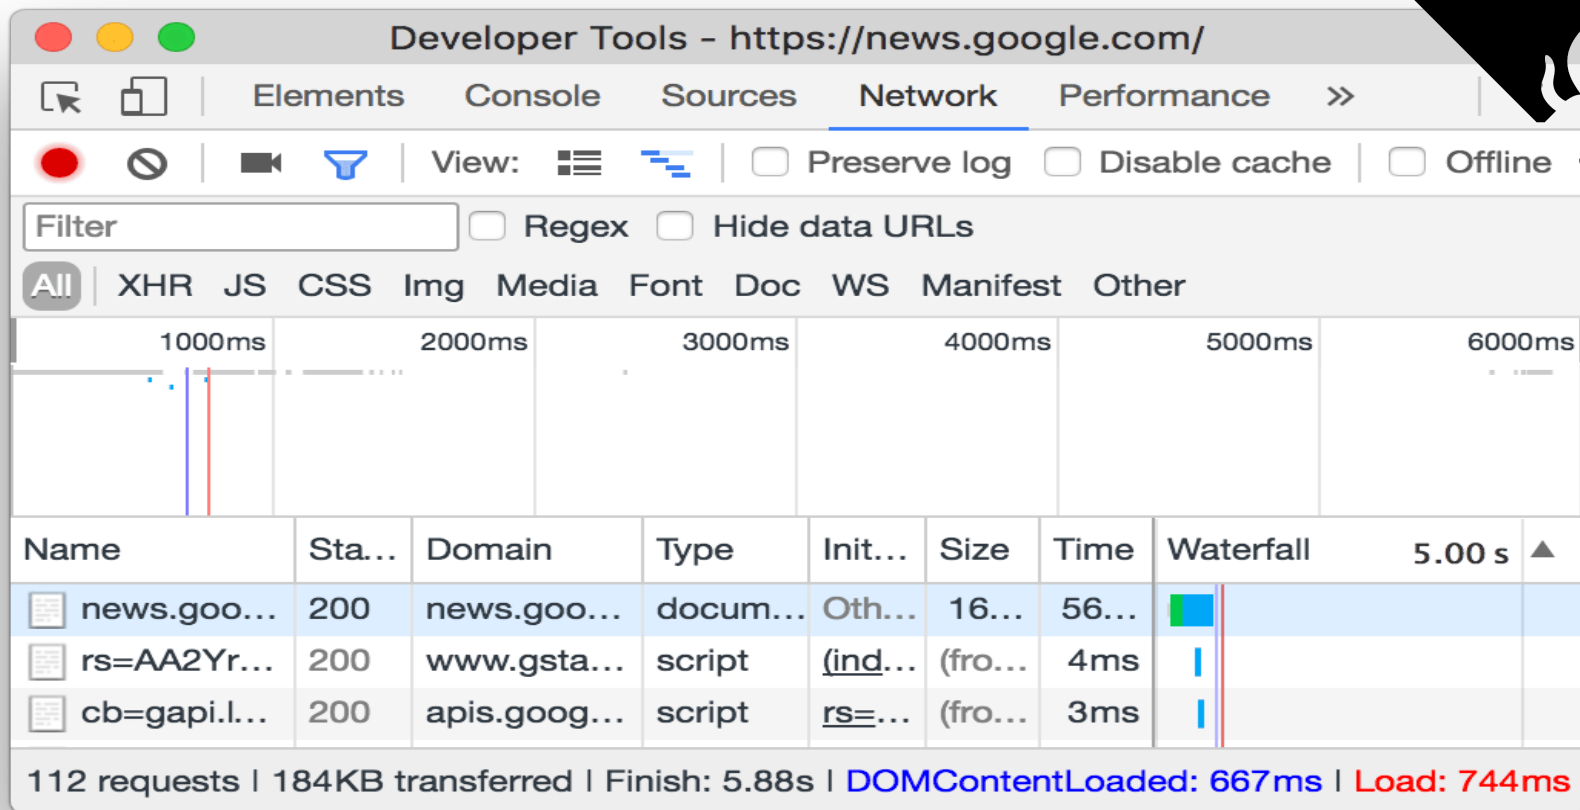 Developer Tools - https://news.google.com/
Elements Console Sources Network Performance »
View: Preserve log Disable cache Offline
Filter Regex Hide data URLs
All XHR JS CSS Img Media Font Doc WS Manifest Other
1000ms 2000ms 3000ms 4000ms 5000ms 6000ms
Name Sta... Domain Type Init... Size Time Waterfall 5.00 s
news.goo... 200 news.goo... docum... Oth... 16... 56...
rs=AA2Yr... 200 www.gsta... script (ind... (fro... 4ms
cb=gapi.l... 200 apis.goog... script rs=... (fro... 3ms
112 requests | 184KB transferred | Finish: 5.88s | DOMContentLoaded: 667ms | Load: 744ms